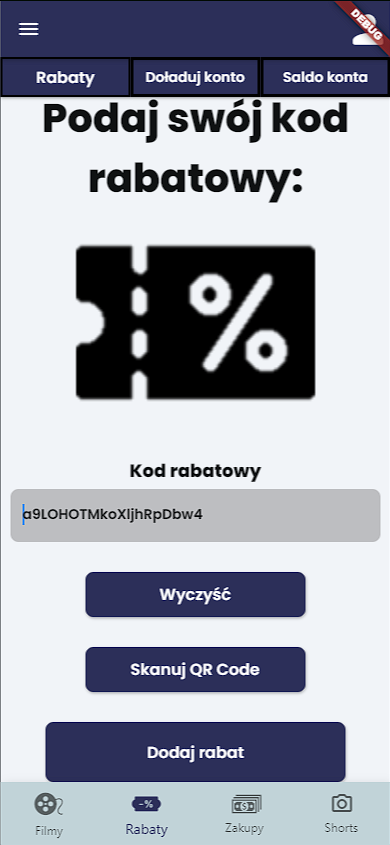 DEBUG
Rabaty
Doładuj konto
Saldo konta
Podaj swój kod
rabatowy:
%
Kod rabatowy
a9LOHOTMkoXljhRpDbw4
Wyczyść
Skanuj QR Code
Dodaj rabat
-%
Filmy
Rabaty
Zakupy
Shorts